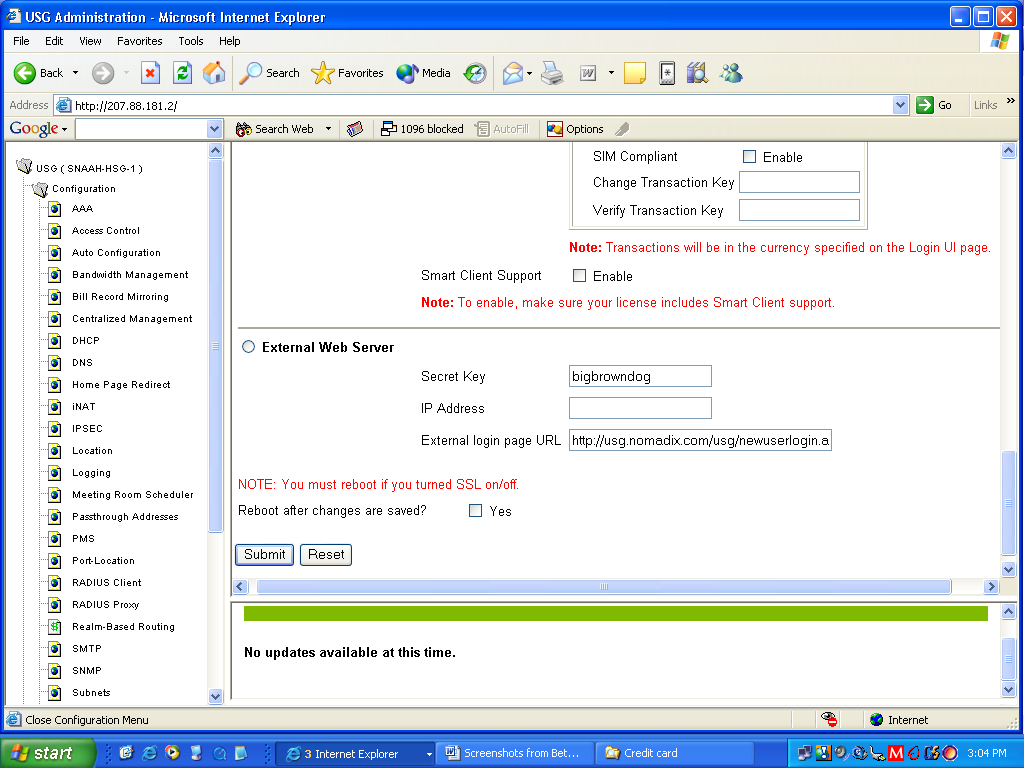 USG Administration - Microsoft Internet Explorer
File Edit View Favorites Tools Help
Back Search Favorites Media
Address http://207.88.181.2/ Go Links »
Google Search Web 1096 blocked AutoFill Options
USG ( SNAAH-HSG-1 )
Configuration
AAA
Access Control
Auto Configuration
Bandwidth Management
Bill Record Mirroring
Centralized Management
DHCP
DNS
Home Page Redirect
iNAT
IPSEC
Location
Logging
Meeting Room Scheduler
Passthrough Addresses
PMS
Port-Location
RADIUS Client
RADIUS Proxy
Realm-Based Routing
SMTP
SNMP
Subnets
SIM Compliant Enable
Change Transaction Key
Verify Transaction Key
Note: Transactions will be in the currency specified on the Login UI page.
Smart Client Support Enable
Note: To enable, make sure your license includes Smart Client support.
External Web Server
Secret Key bigbrowndog
IP Address
External login page URL http://usg.nomadix.com/usg/newuserlogin.a
NOTE: You must reboot if you turned SSL on/off.
Reboot after changes are saved? Yes
Submit Reset
No updates available at this time.
Close Configuration Menu Internet
start 3 Internet Explorer Screenshots from Bet... Credit card 3:04 PM